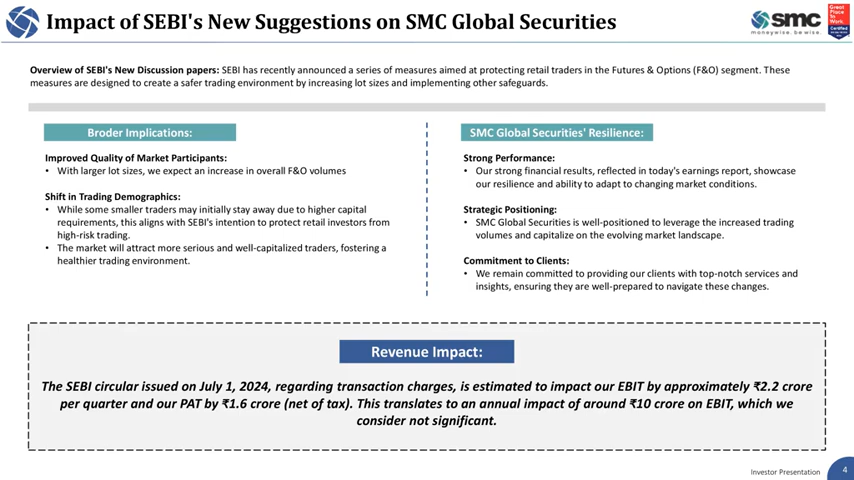 Impact of SEBI's New Suggestions on SMC Global Securities
smc
moneywise. be wise.
Great
Place
To
Work.
Certified
Overview of SEBI's New Discussion papers: SEBI has recently announced a series of measures aimed at protecting retail traders in the Futures & Options (F&O) segment. These
measures are designed to create a safer trading environment by increasing lot sizes and implementing other safeguards.
Broder Implications:
Improved Quality of Market Participants:
• With larger lot sizes, we expect an increase in overall F&O volumes
Shift in Trading Demographics:
• While some smaller traders may initially stay away due to higher capital
requirements, this aligns with SEBI's intention to protect retail investors from
high-risk trading.
• The market will attract more serious and well-capitalized traders, fostering a
healthier trading environment.
SMC Global Securities' Resilience:
Strong Performance:
• Our strong financial results, reflected in today's earnings report, showcase
our resilience and ability to adapt to changing market conditions.
Strategic Positioning:
• SMC Global Securities is well-positioned to leverage the increased trading
volumes and capitalize on the evolving market landscape.
Commitment to Clients:
• We remain committed to providing our clients with top-notch services and
insights, ensuring they are well-prepared to navigate these changes.
Revenue Impact:
The SEBI circular issued on July 1, 2024, regarding transaction charges, is estimated to impact our EBIT by approximately ₹2.2 crore
per quarter and our PAT by ₹1.6 crore (net of tax). This translates to an annual impact of around ₹10 crore on EBIT, which we
consider not significant.
Investor Presentation
4